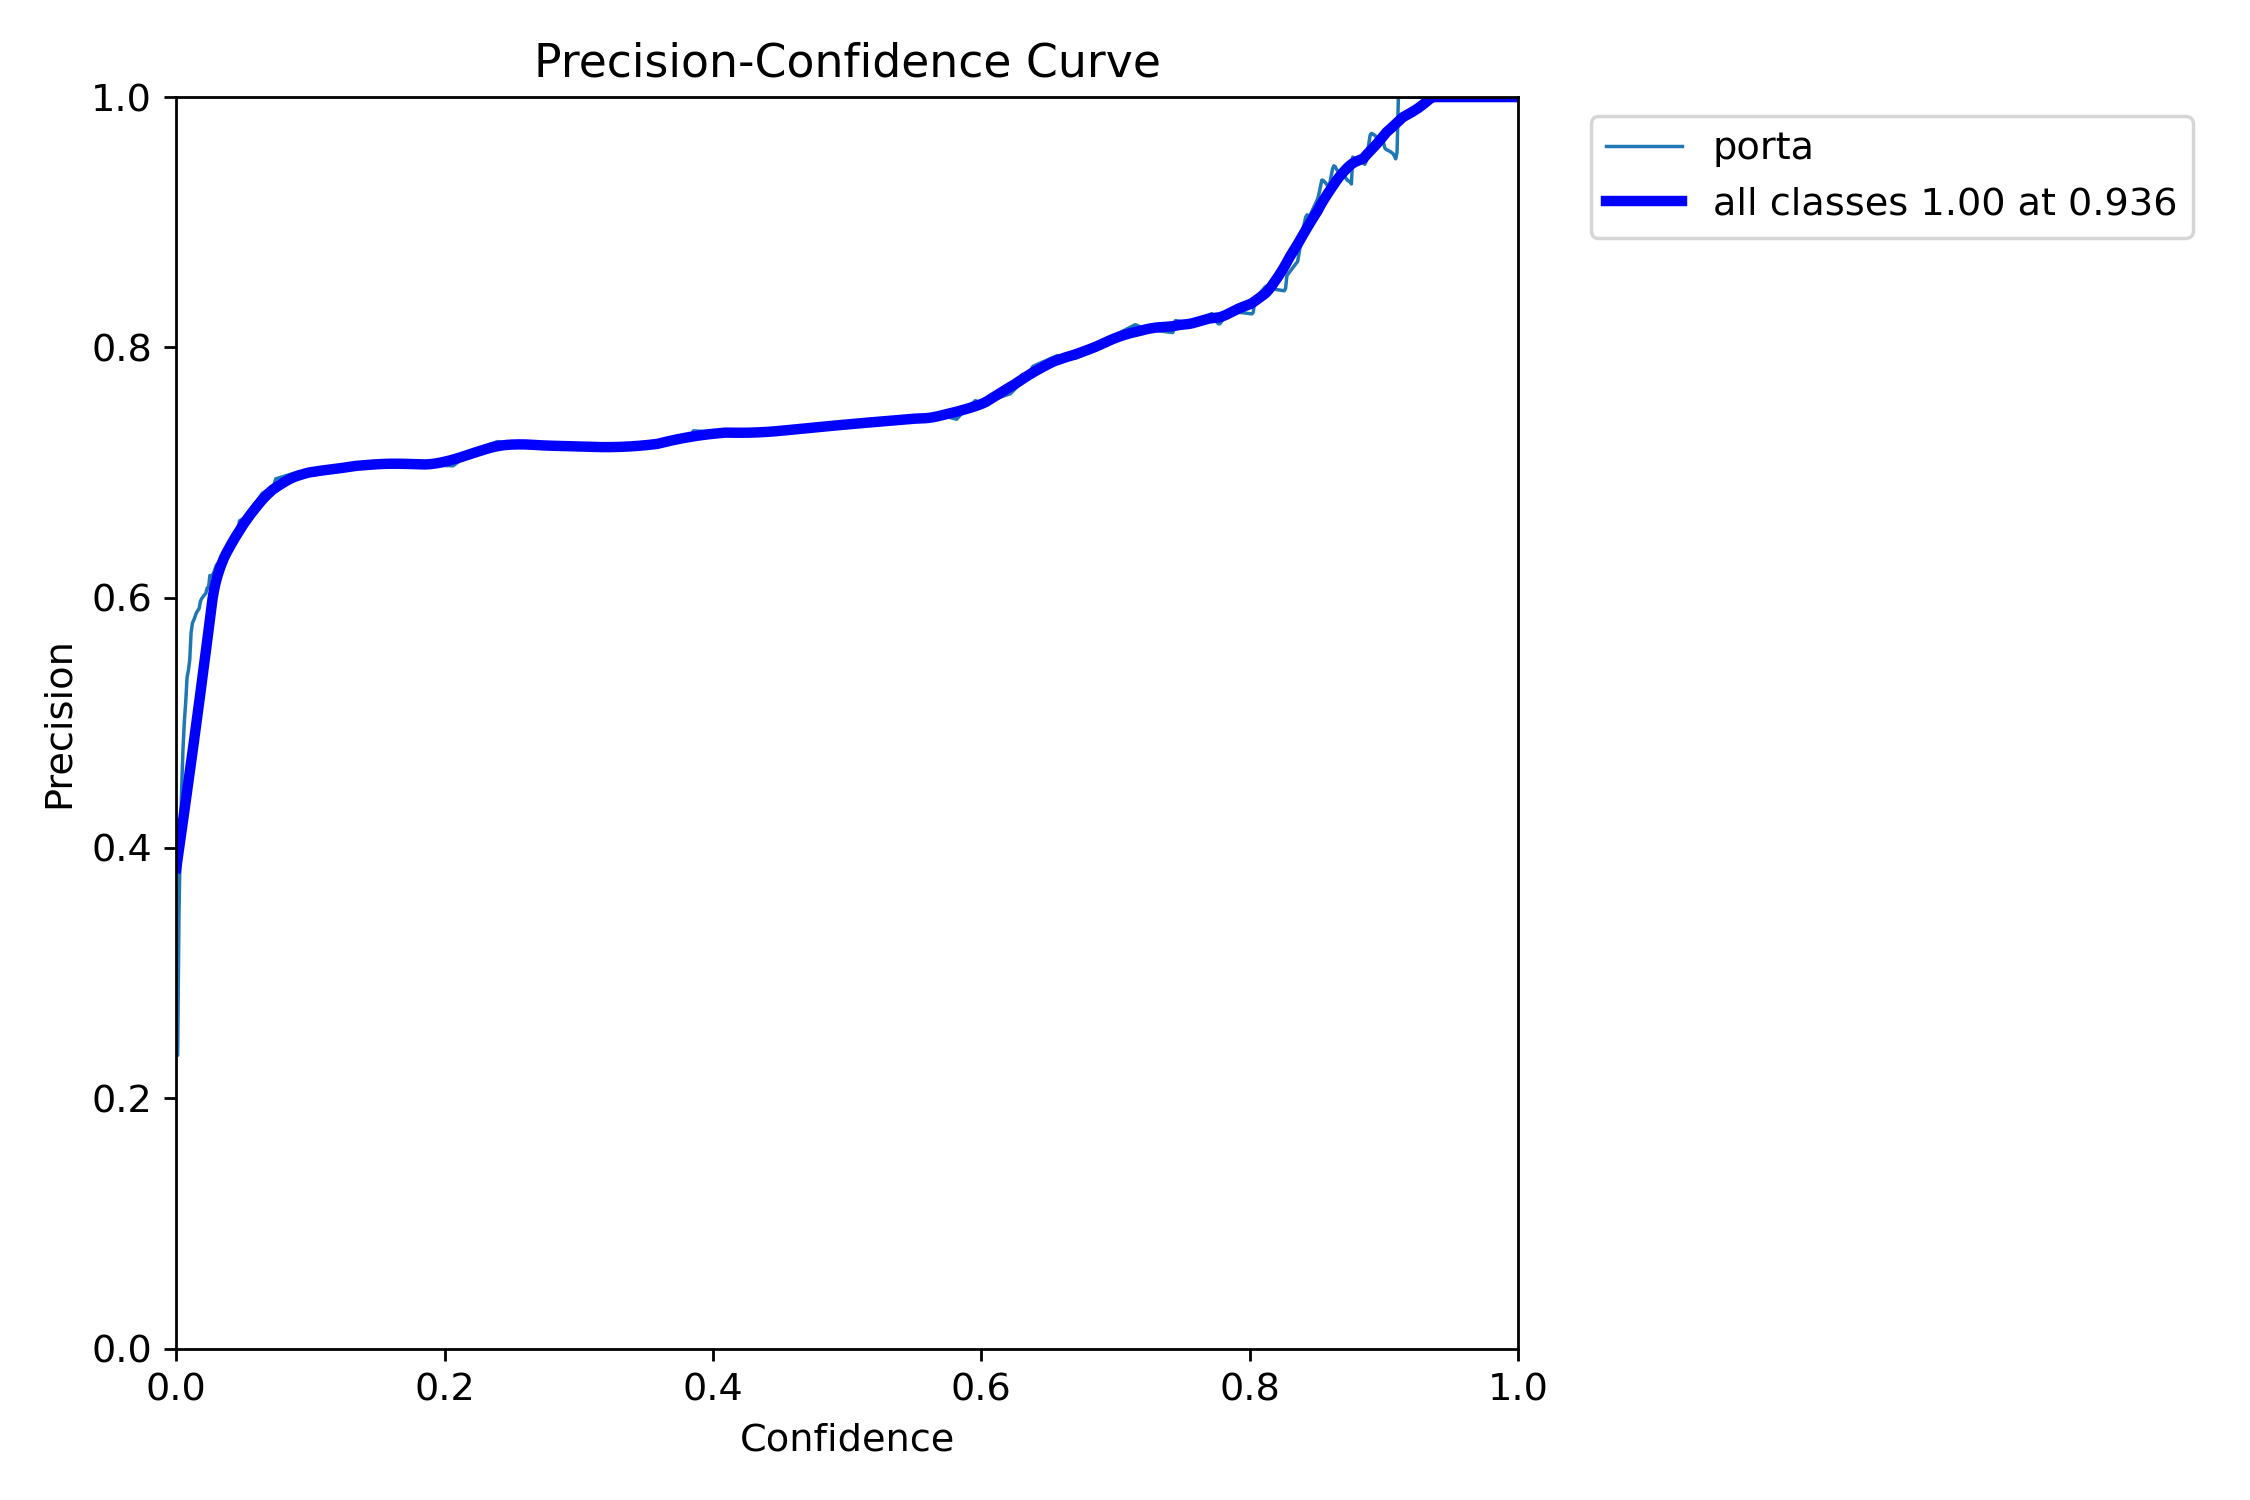 Precision-Confidence Curve
1.0
0.8
0.6
0.4
0.2
0.0
Precision
0.0 0.2 0.4 0.6 0.8 1.0
Confidence
porta
all classes 1.00 at 0.936